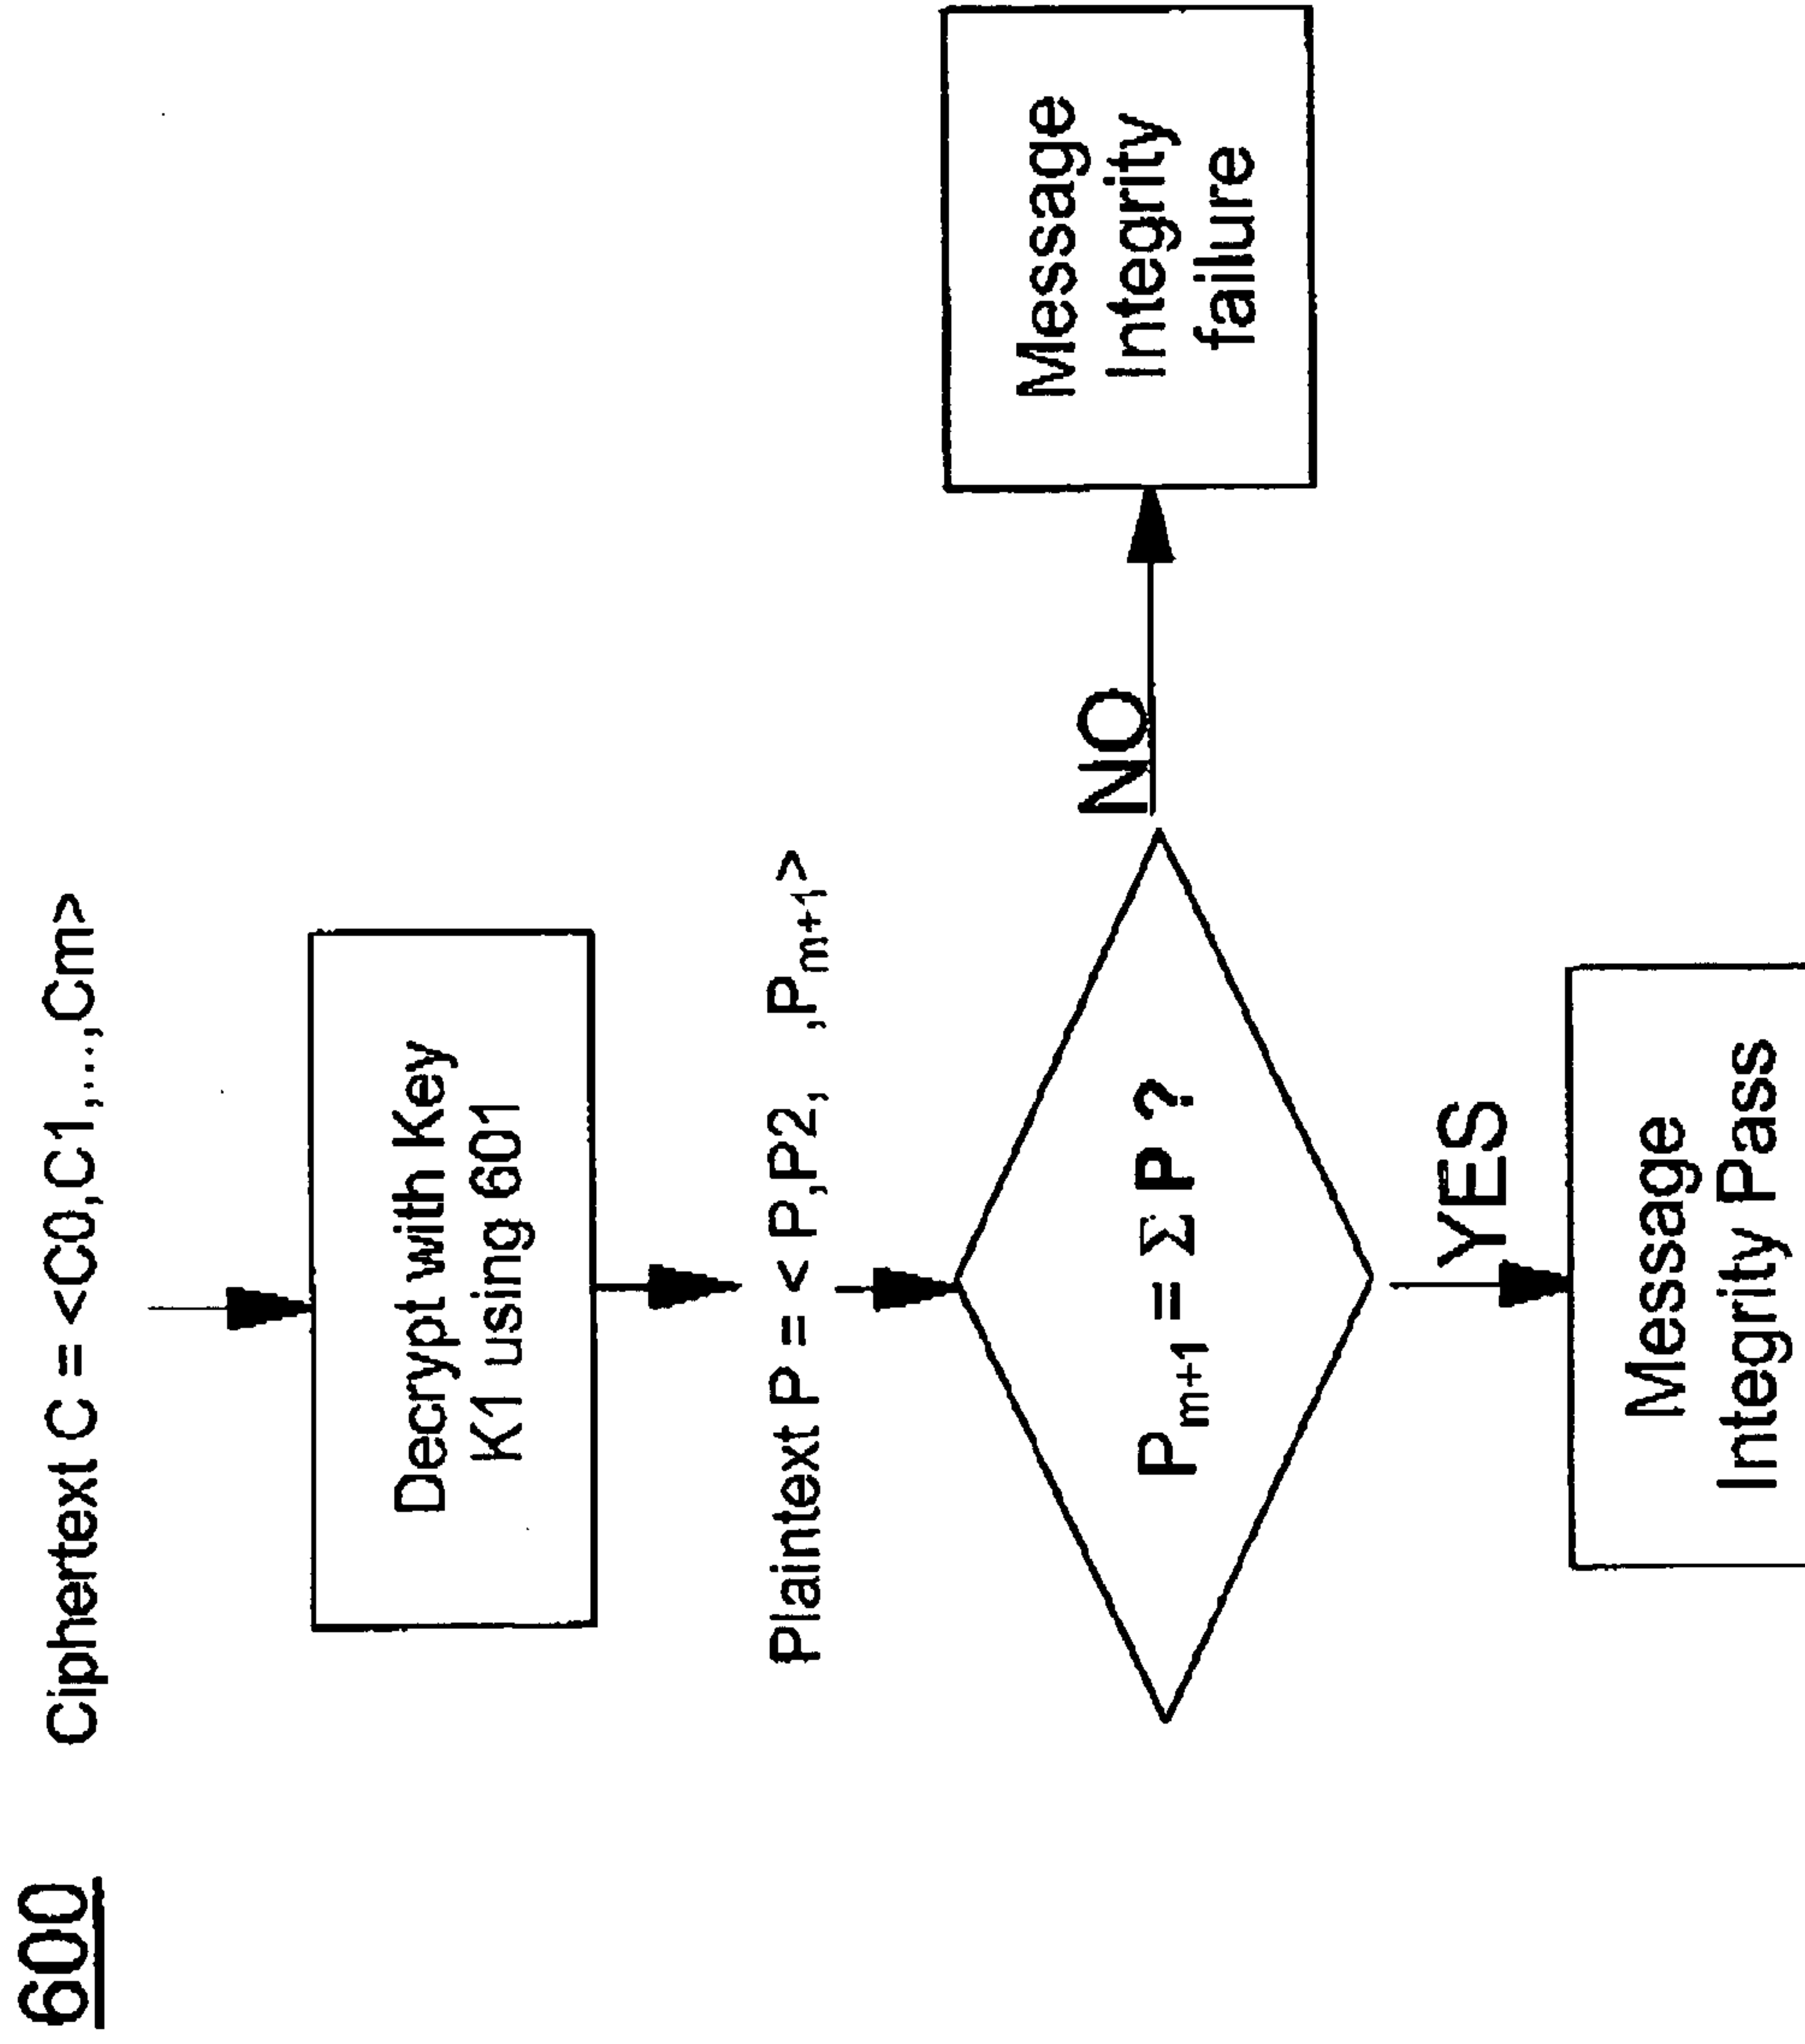 600
Ciphertext C = <C0,C1,...,Cm>
Decrypt with Key
K1 using 601
Plaintext P = < P,P2, ,Pₘ₊₁>
Pₘ₊₁ = Σ P ?
NO
Message
Integrity
failure
YES
Message
Integrity Pass